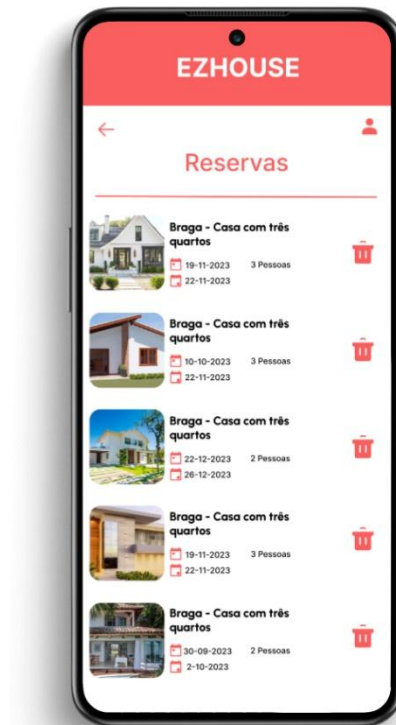 EZHOUSE
Reservas
Braga - Casa com três
quartos
19-11-2023 3 Pessoas
22-11-2023
Braga - Casa com três
quartos
10-10-2023 3 Pessoas
22-11-2023
Braga - Casa com três
quartos
22-12-2023 2 Pessoas
26-12-2023
Braga - Casa com três
quartos
19-11-2023 3 Pessoas
22-11-2023
Braga - Casa com três
quartos
30-09-2023 2 Pessoas
2-10-2023